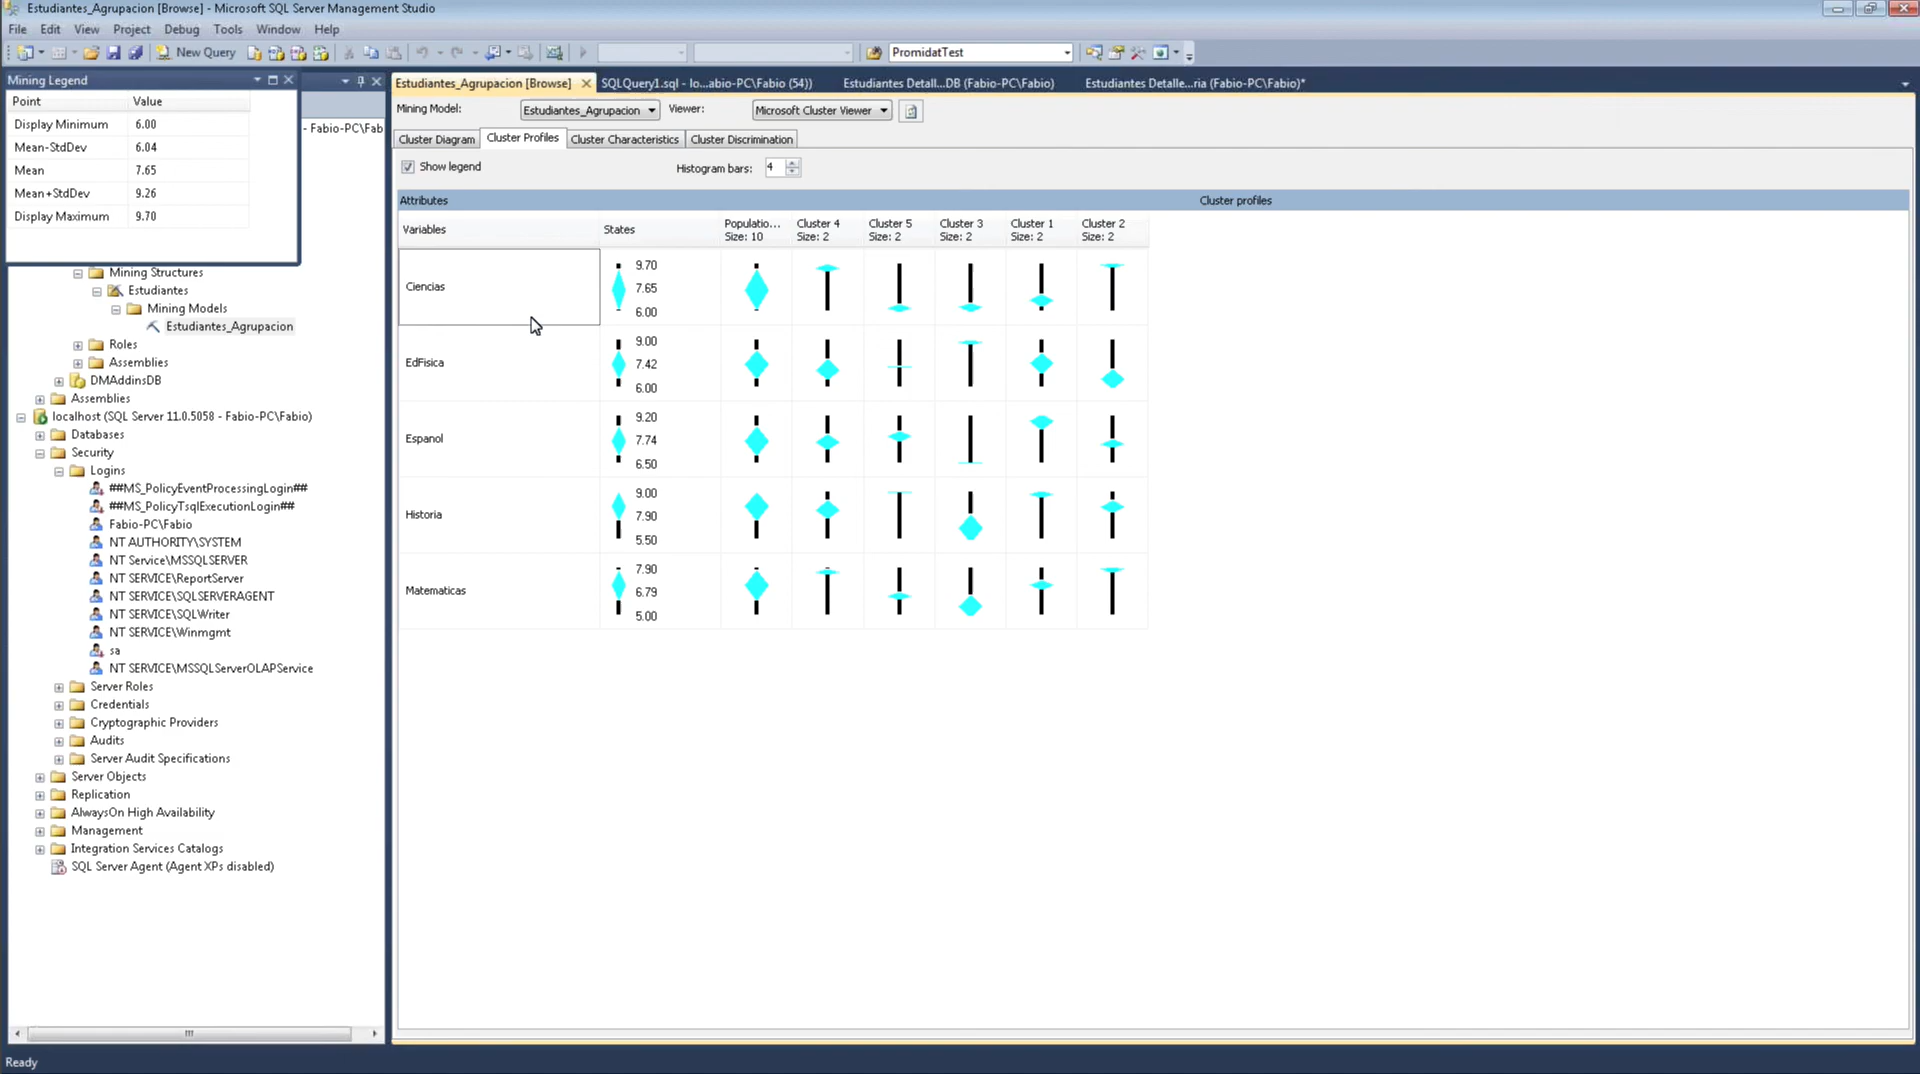 Estudiantes_Agrupacion [Browse] - Microsoft SQL Server Management Studio
File Edit View Project Debug Tools Window Help
New Query PromidatTest
Mining Legend
Point Value
Display Minimum 6.00
Mean-StdDev 6.04
Mean 7.65
Mean+StdDev 9.26
Display Maximum 9.70
- Fabio-PC\Fab
Mining Structures
Estudiantes
Mining Models
Estudiantes_Agrupacion
Roles
Assemblies
DMAddinsDB
Assemblies
localhost (SQL Server 11.0.5058 - Fabio-PC\Fabio)
Databases
Security
Logins
##MS_PolicyEventProcessingLogin##
##MS_PolicyTsqlExecutionLogin##
Fabio-PC\Fabio
NT AUTHORITY\SYSTEM
NT Service\MSSQLSERVER
NT SERVICE\ReportServer
NT SERVICE\SQLSERVERAGENT
NT SERVICE\SQLWriter
NT SERVICE\Winmgmt
sa
NT SERVICE\MSSQLServerOLAPService
Server Roles
Credentials
Cryptographic Providers
Audits
Server Audit Specifications
Server Objects
Replication
AlwaysOn High Availability
Management
Integration Services Catalogs
SQL Server Agent (Agent XPs disabled)
Estudiantes_Agrupacion [Browse] SQLQuery1.sql - lo...abio-PC\Fabio (54)) Estudiantes Detall...DB (Fabio-PC\Fabio) Estudiantes Detalle...ria (Fabio-PC\Fabio)*
Mining Model: Estudiantes_Agrupacion Viewer: Microsoft Cluster Viewer
Cluster Diagram Cluster Profiles Cluster Characteristics Cluster Discrimination
Show legend Histogram bars: 4
Attributes Cluster profiles
Variables States Populatio... Cluster 4 Cluster 5 Cluster 3 Cluster 1 Cluster 2
Size: 10 Size: 2 Size: 2 Size: 2 Size: 2 Size: 2
9.70
Ciencias 7.65
6.00
9.00
EdFisica 7.42
6.00
9.20
Espanol 7.74
6.50
9.00
Historia 7.90
5.50
7.90
Matematicas 6.79
5.00
Ready